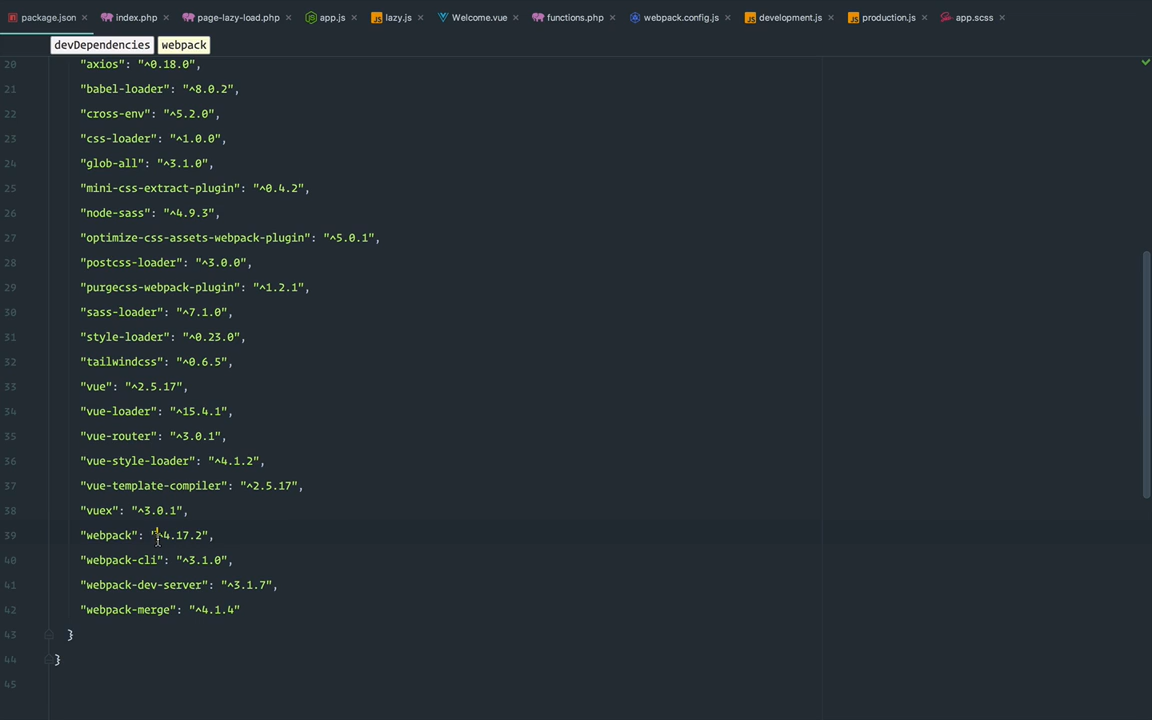 package.json index.php page-lazy-load.php app.js lazy.js Welcome.vue functions.php webpack.config.js development.js production.js app.scss
devDependencies webpack
20 "axios": "^0.18.0",
21 "babel-loader": "^8.0.2",
22 "cross-env": "^5.2.0",
23 "css-loader": "^1.0.0",
24 "glob-all": "^3.1.0",
25 "mini-css-extract-plugin": "^0.4.2",
26 "node-sass": "^4.9.3",
27 "optimize-css-assets-webpack-plugin": "^5.0.1",
28 "postcss-loader": "^3.0.0",
29 "purgecss-webpack-plugin": "^1.2.1",
30 "sass-loader": "^7.1.0",
31 "style-loader": "^0.23.0",
32 "tailwindcss": "^0.6.5",
33 "vue": "^2.5.17",
34 "vue-loader": "^15.4.1",
35 "vue-router": "^3.0.1",
36 "vue-style-loader": "^4.1.2",
37 "vue-template-compiler": "^2.5.17",
38 "vuex": "^3.0.1",
39 "webpack": "^4.17.2",
40 "webpack-cli": "^3.1.0",
41 "webpack-dev-server": "^3.1.7",
42 "webpack-merge": "^4.1.4"
43 }
44 }
45